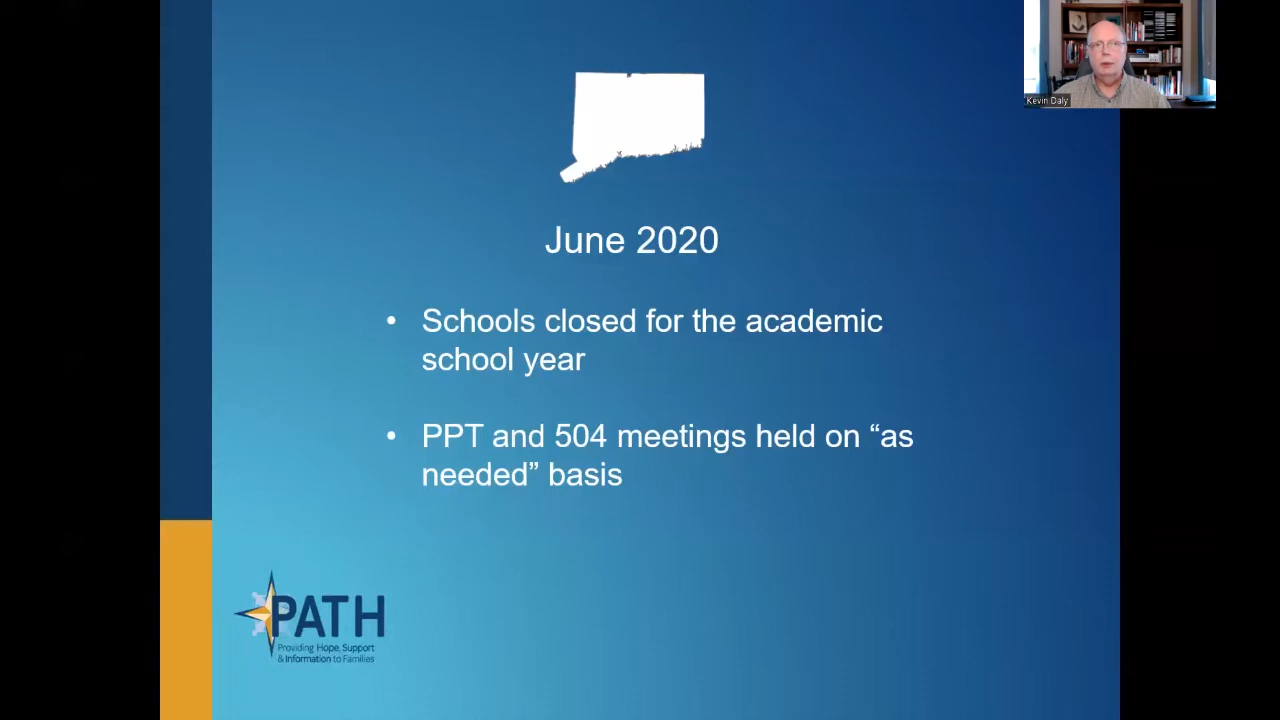 Kevin Daly
June 2020
• Schools closed for the academic
school year
• PPT and 504 meetings held on “as
needed” basis
PATH
Providing Hope, Support
& Information to Families